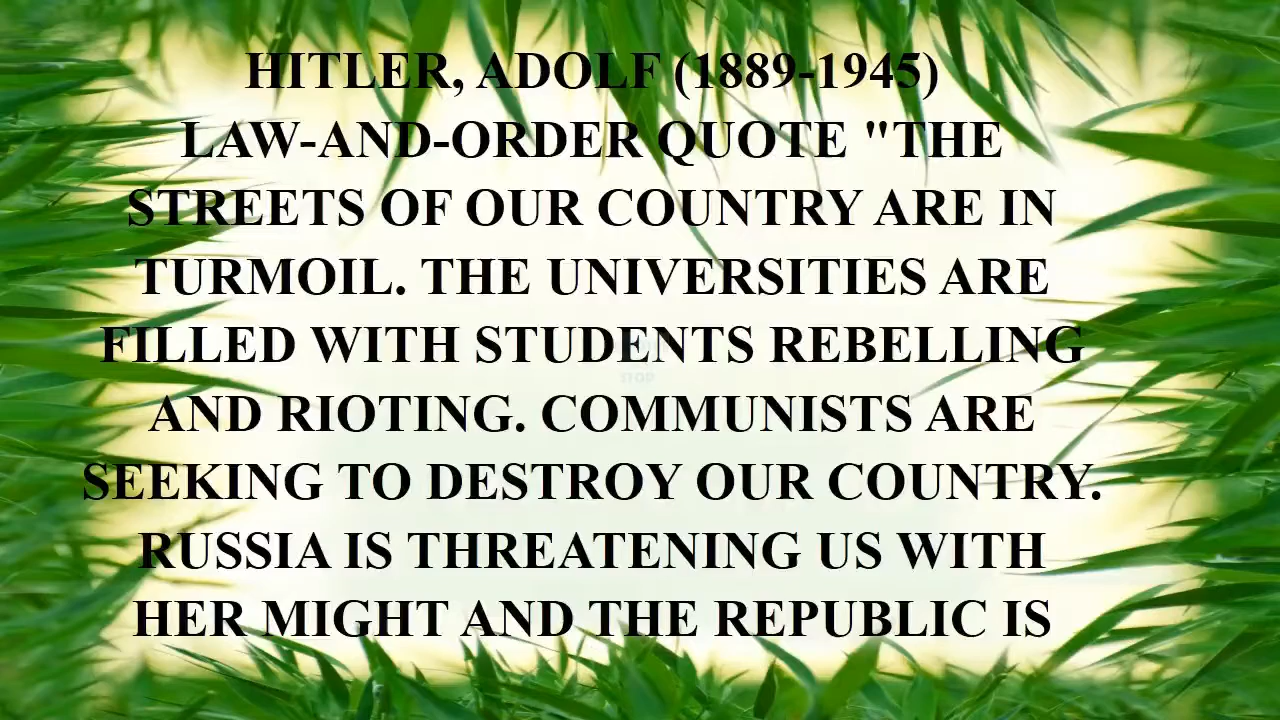 HITLER, ADOLF (1889-1945)
LAW-AND-ORDER QUOTE "THE
STREETS OF OUR COUNTRY ARE IN
TURMOIL. THE UNIVERSITIES ARE
FILLED WITH STUDENTS REBELLING
AND RIOTING. COMMUNISTS ARE
SEEKING TO DESTROY OUR COUNTRY.
RUSSIA IS THREATENING US WITH
HER MIGHT AND THE REPUBLIC IS
STOP